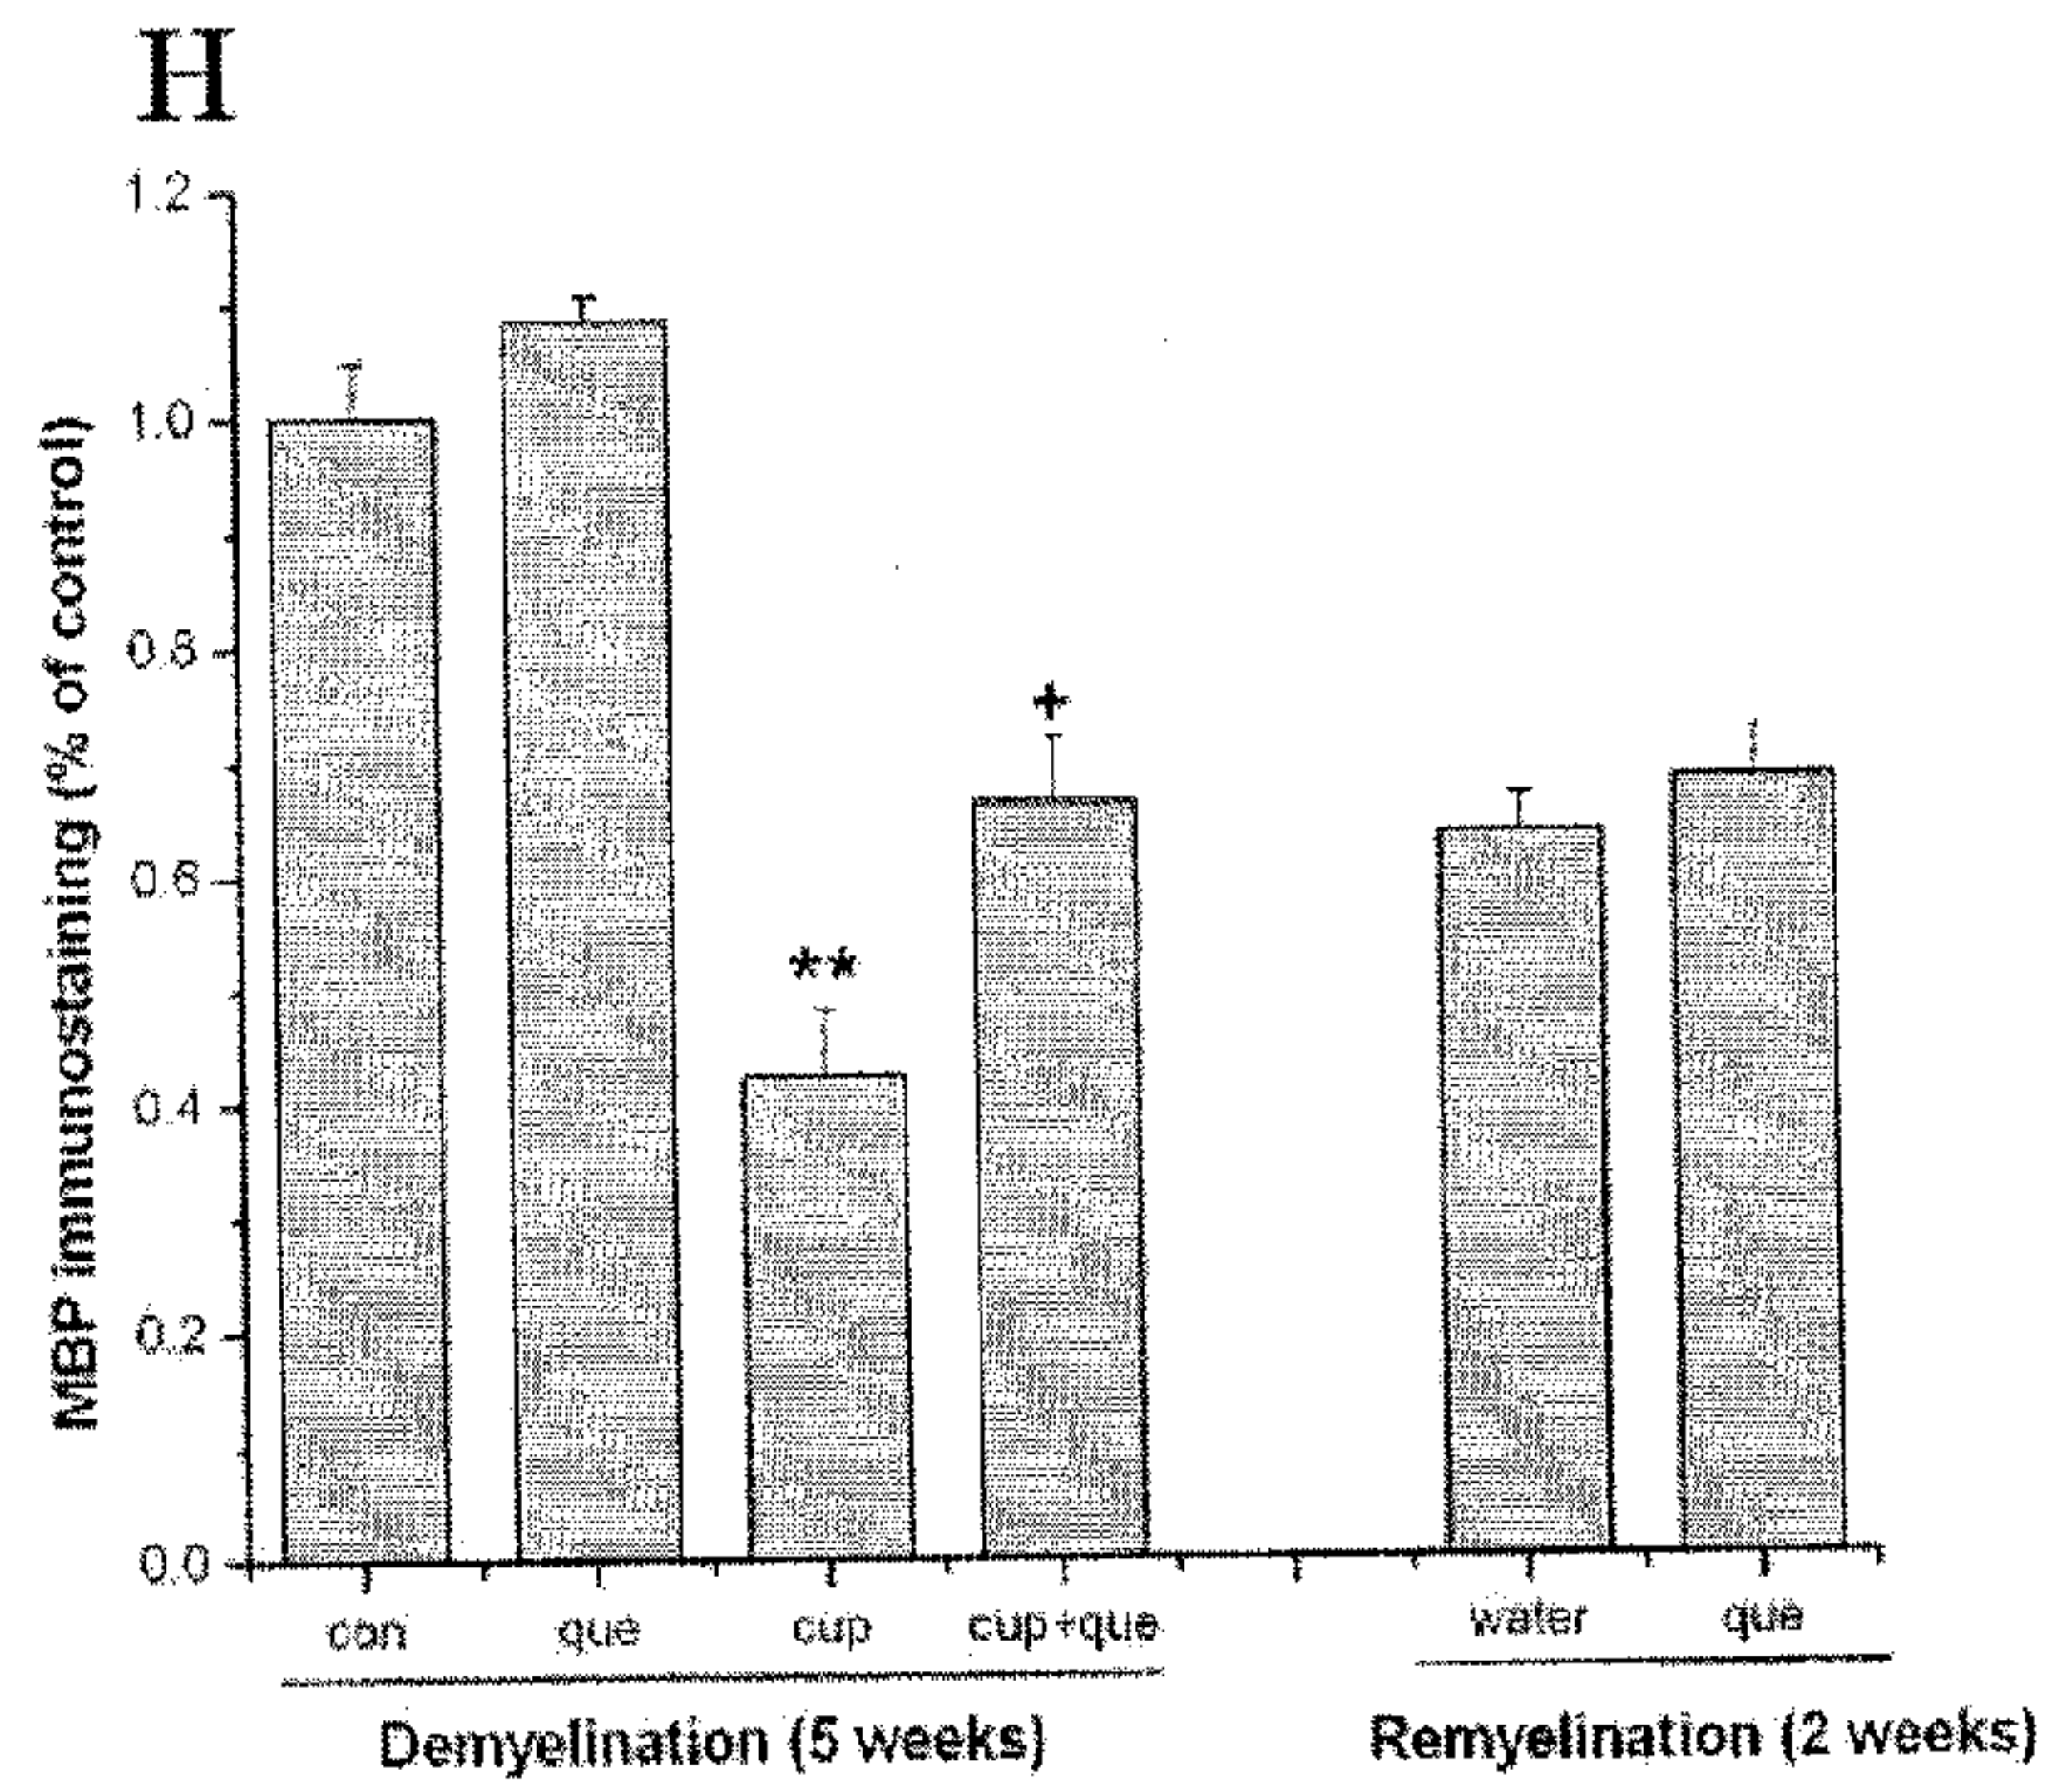 H
MBP immunostaining (% of control)
1.2
1.0
0.8
0.6
0.4
0.2
0.0
**
+
con que cup cup+que water que
Demyelination (5 weeks) Remyelination (2 weeks)